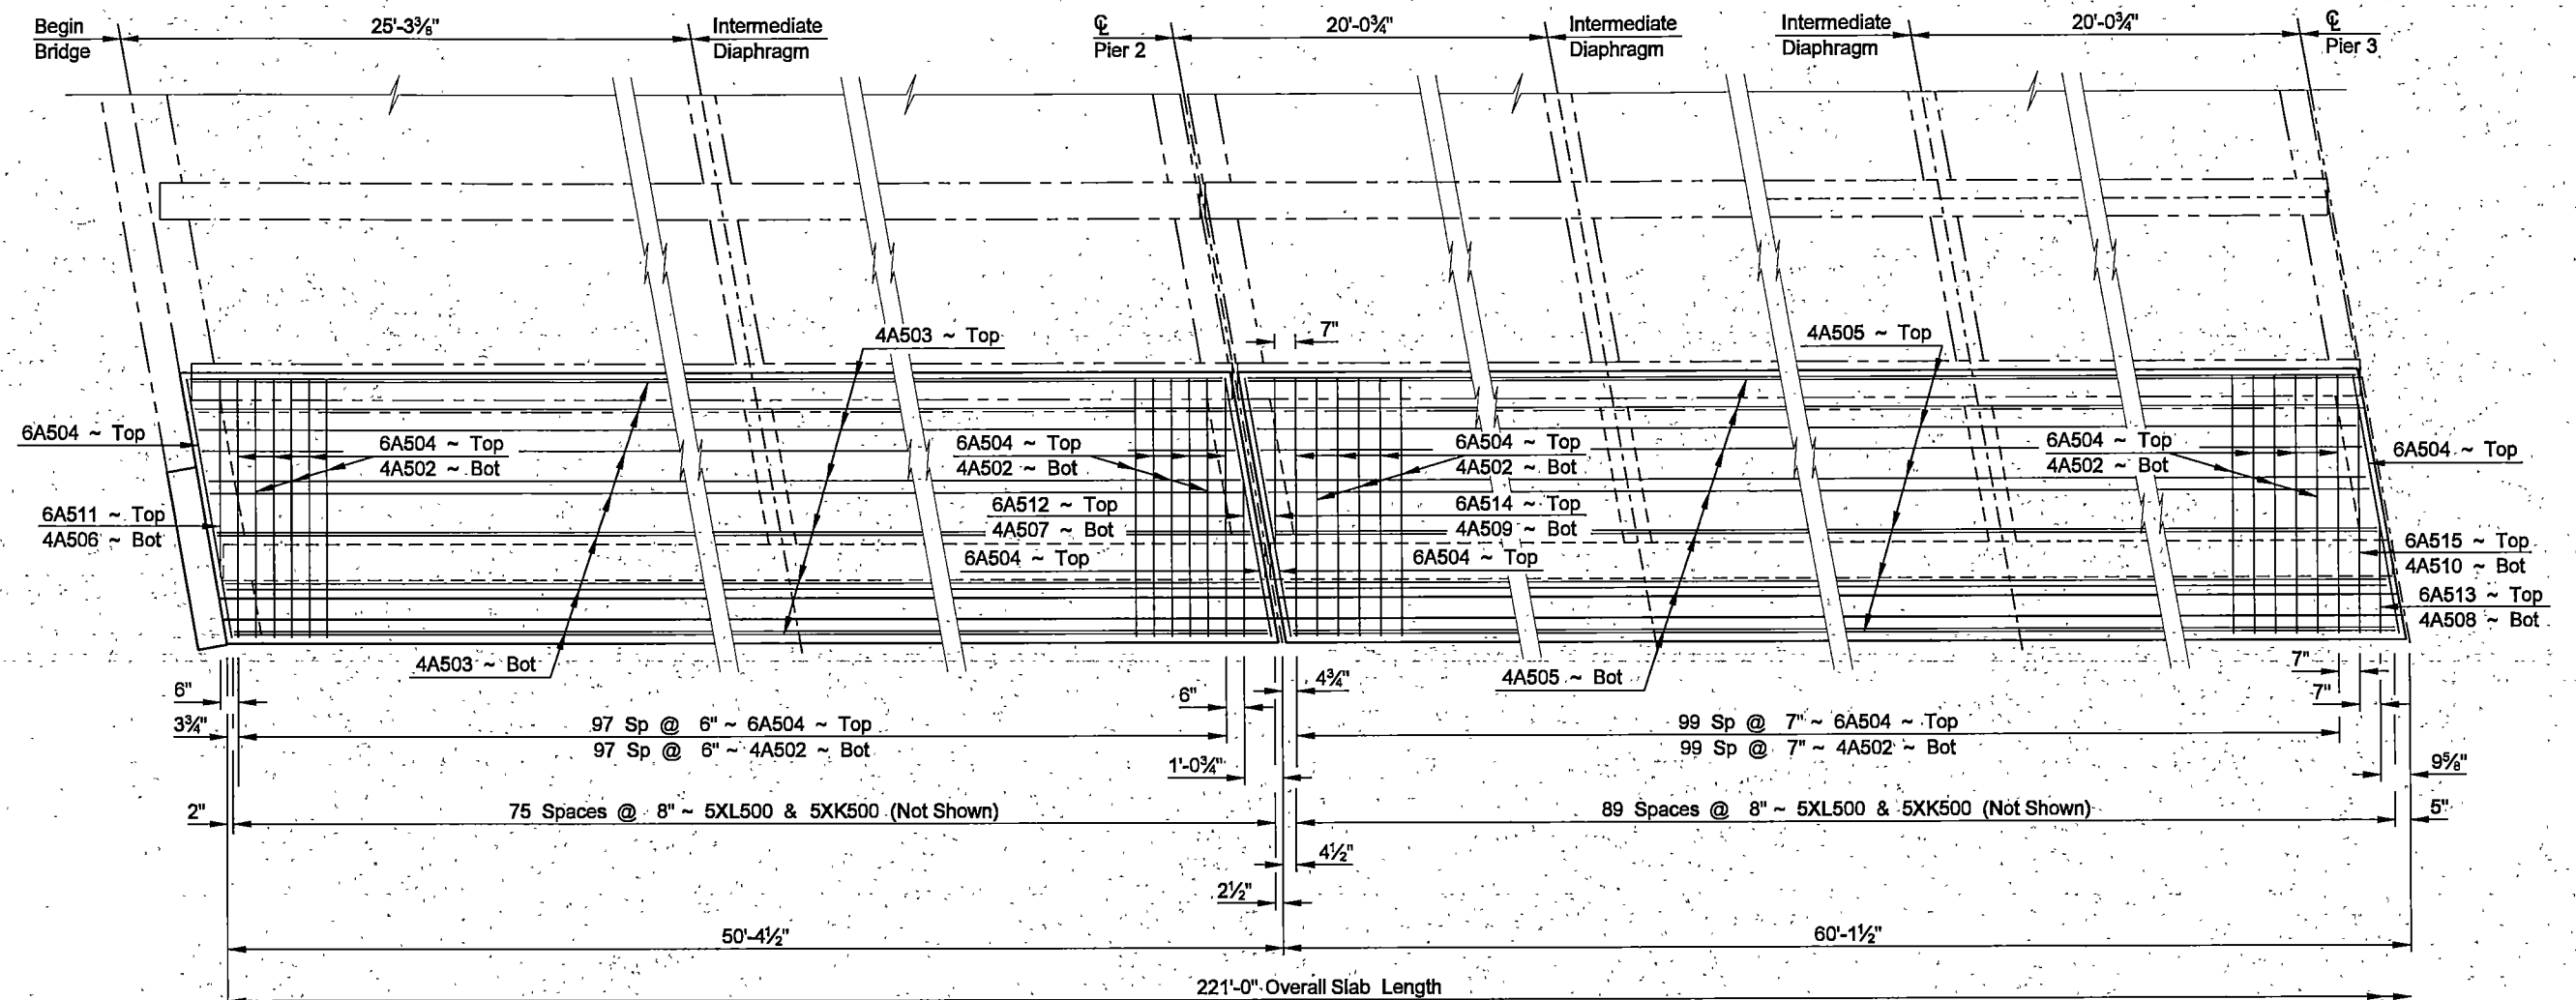 Begin
Bridge
25'-3⅜"
Intermediate
Diaphragm
℄
Pier 2
20'-0¾"
Intermediate
Diaphragm
Intermediate
Diaphragm
20'-0¾"
℄
Pier 3
4A503 ~ Top
7"
4A505 ~ Top
6A504 ~ Top
6A504 ~ Top
4A502 ~ Bot
6A504 ~ Top
4A502 ~ Bot
6A504 ~ Top
4A502 ~ Bot
6A504 ~ Top
4A502 ~ Bot
6A504 ~ Top
6A511 ~ Top
4A506 ~ Bot
6A512 ~ Top
4A507 ~ Bot
6A514 ~ Top
4A509 ~ Bot
6A504 ~ Top
6A504 ~ Top
6A515 ~ Top
4A510 ~ Bot
6A513 ~ Top
4A508 ~ Bot
4A503 ~ Bot
4A505 ~ Bot
6"
6"
4¾"
7"
7"
3¾"
97 Sp @ 6" ~ 6A504 ~ Top
97 Sp @ 6" ~ 4A502 ~ Bot
99 Sp @ 7" ~ 6A504 ~ Top
99 Sp @ 7" ~ 4A502 ~ Bot
1'-0¾"
9⅝"
2"
75 Spaces @ 8" ~ 5XL500 & 5XK500 (Not Shown)
89 Spaces @ 8" ~ 5XL500 & 5XK500 (Not Shown)
5"
4½"
2½"
50'-4½"
60'-1½"
221'-0" Overall Slab Length